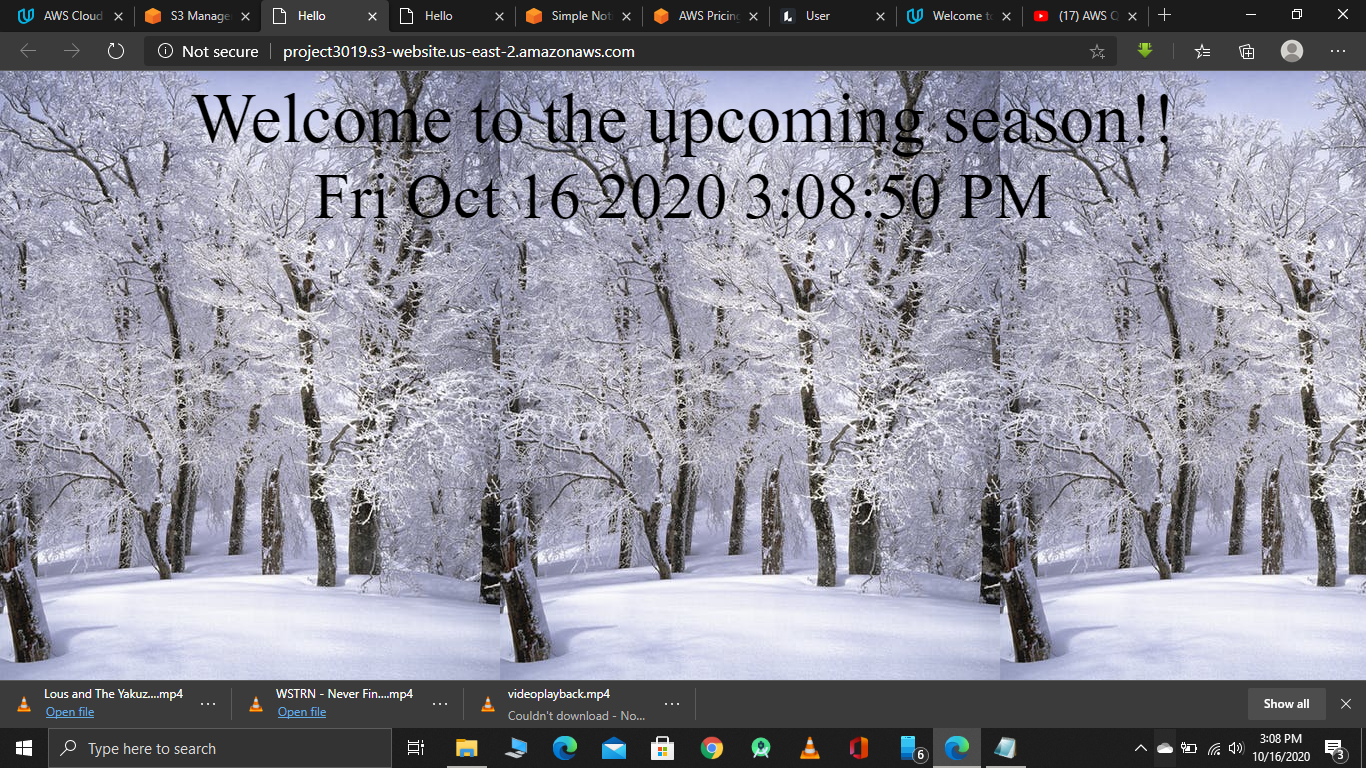 AWS Cloud
S3 Manage
Hello
Hello
Simple Not
AWS Pricing
User
Welcome to
(17) AWS Q
Not secure
project3019.s3-website.us-east-2.amazonaws.com
Welcome to the upcoming season!!
Fri Oct 16 2020 3:08:50 PM
Lous and The Yakuz....mp4
Open file
WSTRN - Never Fin....mp4
Open file
videoplayback.mp4
Couldn't download - No...
Show all
Type here to search
6
3:08 PM
10/16/2020
3